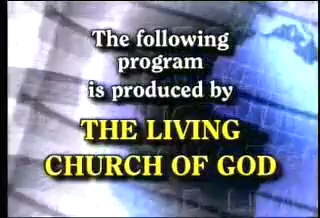 The following
program
is produced by
THE LIVING
CHURCH OF GOD